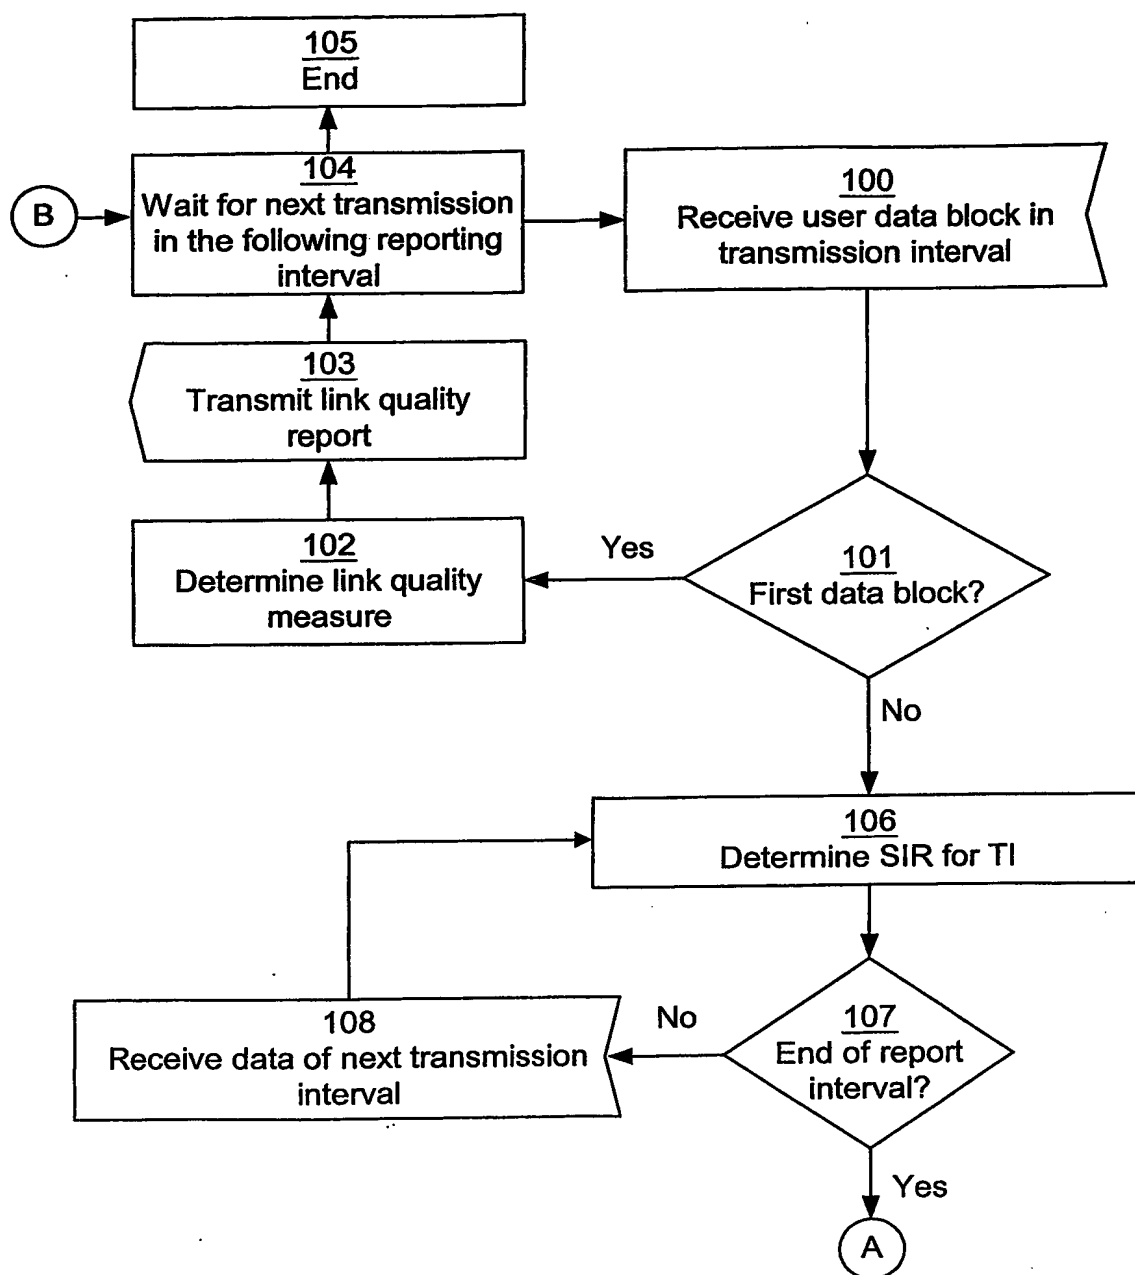 105
End
104
Wait for next transmission
in the following reporting
interval
B
100
Receive user data block in
transmission interval
103
Transmit link quality
report
102
Determine link quality
measure
Yes
101
First data block?
No
106
Determine SIR for TI
108
Receive data of next transmission
interval
No
107
End of report
interval?
Yes
A